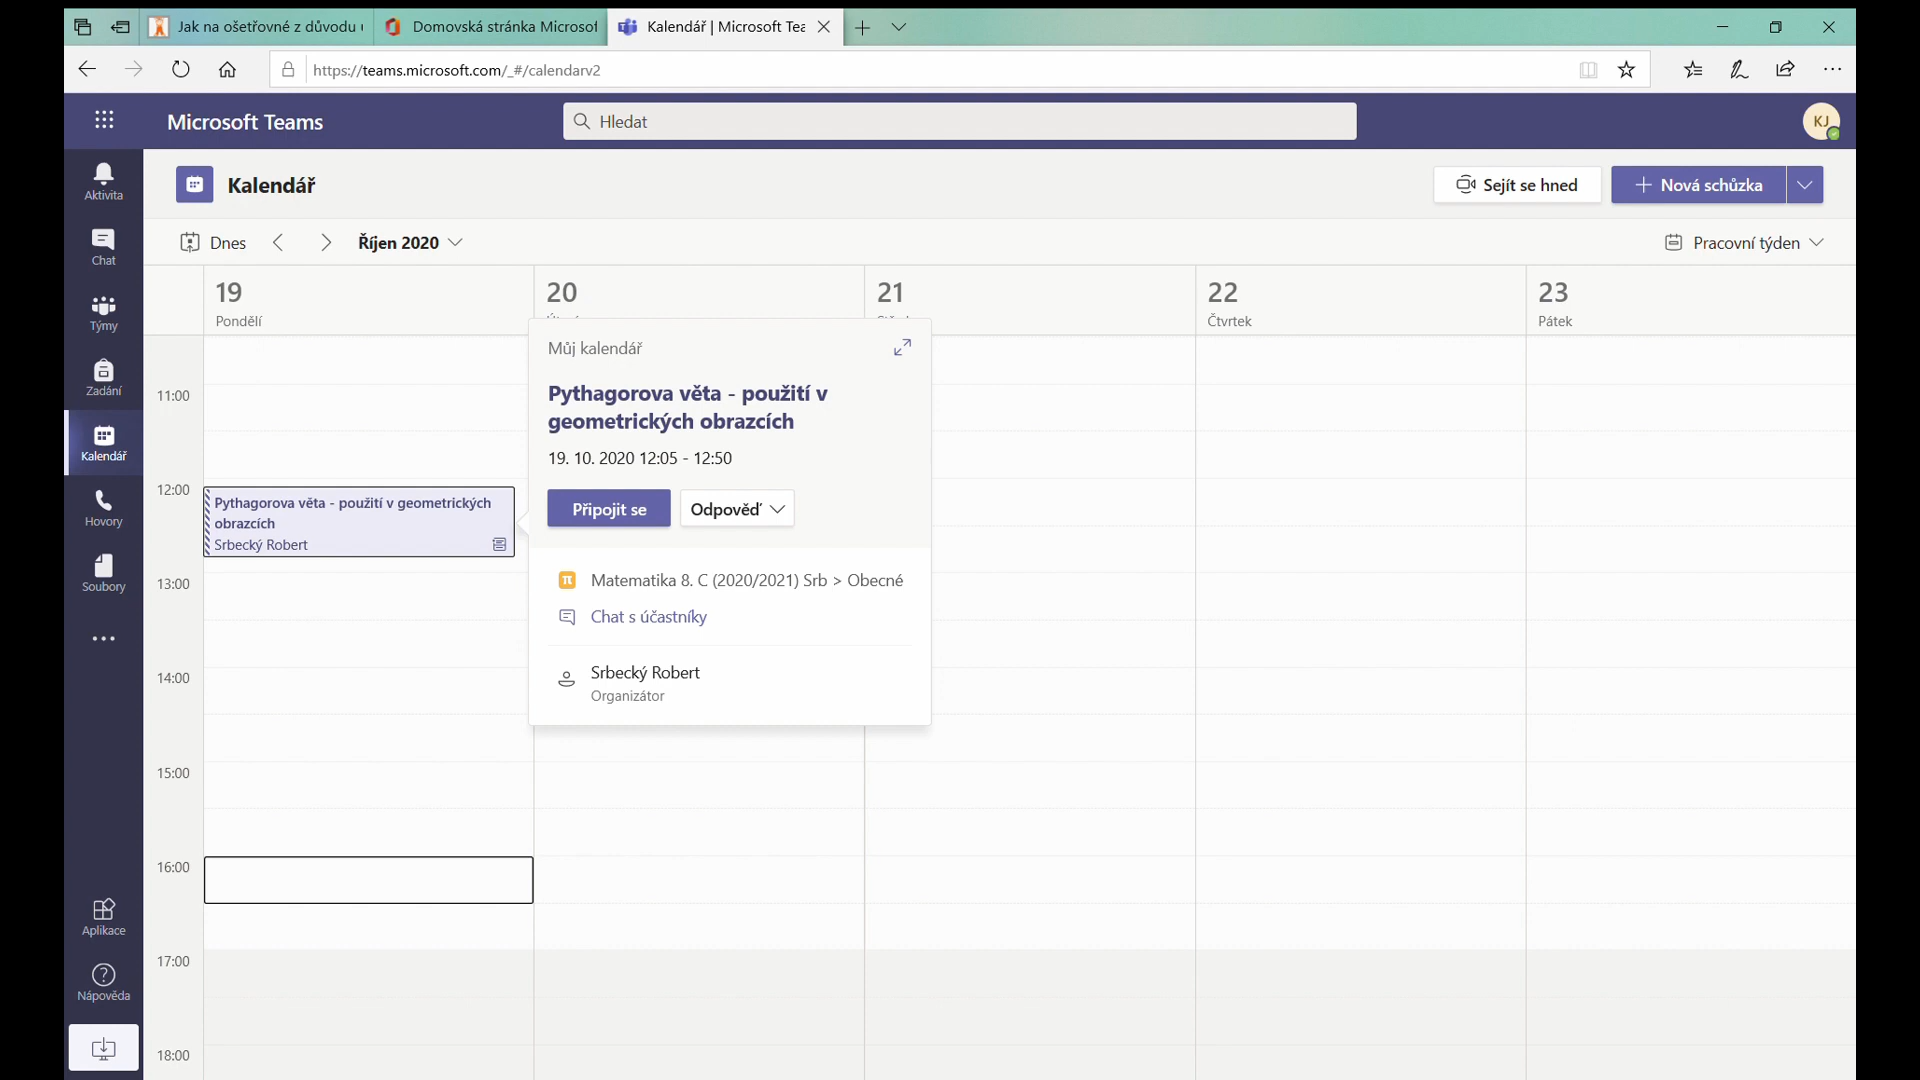 Jak na ošetřovné z důvodu
Domovská stránka Microsof
Kalendář | Microsoft Tea
https://teams.microsoft.com/_#/calendarv2
Microsoft Teams
Hledat
KJ
Aktivita
Chat
Týmy
Zadání
Kalendář
Hovory
Soubory
Aplikace
Nápověda
Kalendář
Sejít se hned
Nová schůzka
Dnes
Říjen 2020
Pracovní týden
19
Pondělí
20
21
22
Čtvrtek
23
Pátek
11:00
12:00
13:00
14:00
15:00
16:00
17:00
18:00
Pythagorova věta - použití v geometrických
obrazcích
Srbecký Robert
Můj kalendář
Pythagorova věta - použití v
geometrických obrazcích
19. 10. 2020 12:05 - 12:50
Připojit se
Odpověď
Matematika 8. C (2020/2021) Srb > Obecné
Chat s účastníky
Srbecký Robert
Organizátor